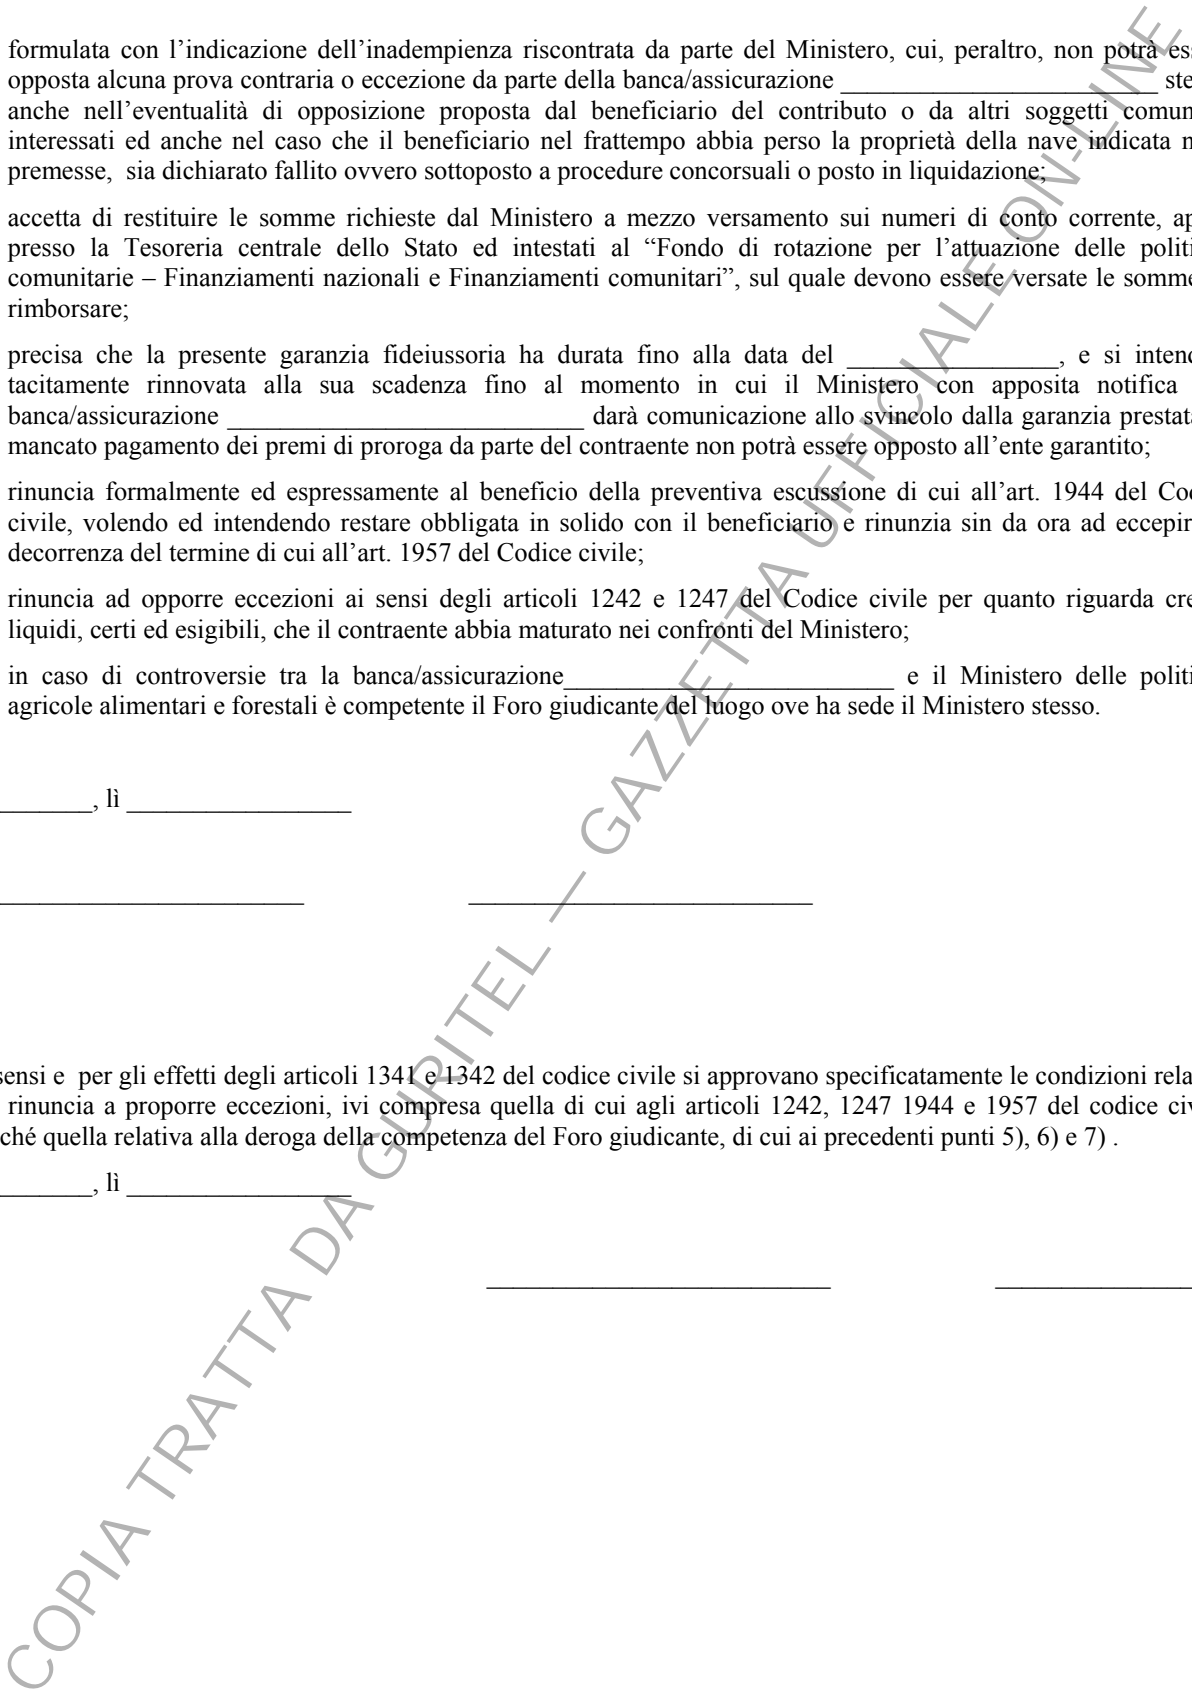 formulata con l’indicazione dell’inadempienza riscontrata da parte del Ministero, cui, peraltro, non potrà ess
opposta alcuna prova contraria o eccezione da parte della banca/assicurazione ________________________ ste
anche nell’eventualità di opposizione proposta dal beneficiario del contributo o da altri soggetti comun
interessati ed anche nel caso che il beneficiario nel frattempo abbia perso la proprietà della nave indicata n
premesse, sia dichiarato fallito ovvero sottoposto a procedure concorsuali o posto in liquidazione;
accetta di restituire le somme richieste dal Ministero a mezzo versamento sui numeri di conto corrente, ap
presso la Tesoreria centrale dello Stato ed intestati al “Fondo di rotazione per l’attuazione delle politi
comunitarie – Finanziamenti nazionali e Finanziamenti comunitari”, sul quale devono essere versate le somme
rimborsare;
precisa che la presente garanzia fideiussoria ha durata fino alla data del ________________, e si intend
tacitamente rinnovata alla sua scadenza fino al momento in cui il Ministero con apposita notifica
banca/assicurazione ___________________________ darà comunicazione allo svincolo dalla garanzia prestata
mancato pagamento dei premi di proroga da parte del contraente non potrà essere opposto all’ente garantito;
rinuncia formalmente ed espressamente al beneficio della preventiva escussione di cui all’art. 1944 del Cod
civile, volendo ed intendendo restare obbligata in solido con il beneficiario e rinunzia sin da ora ad eccepir
decorrenza del termine di cui all’art. 1957 del Codice civile;
rinuncia ad opporre eccezioni ai sensi degli articoli 1242 e 1247 del Codice civile per quanto riguarda cre
liquidi, certi ed esigibili, che il contraente abbia maturato nei confronti del Ministero;
in caso di controversie tra la banca/assicurazione_________________________ e il Ministero delle politi
agricole alimentari e forestali è competente il Foro giudicante del luogo ove ha sede il Ministero stesso.
_______, lì _________________
_______________________ __________________________
sensi e per gli effetti degli articoli 1341 e 1342 del codice civile si approvano specificatamente le condizioni rela
rinuncia a proporre eccezioni, ivi compresa quella di cui agli articoli 1242, 1247 1944 e 1957 del codice civ
ché quella relativa alla deroga della competenza del Foro giudicante, di cui ai precedenti punti 5), 6) e 7) .
_______, lì _________________
__________________________ _______________
COPIA TRATTA DA GURITEL — GAZZETTA UFFICIALE ON-LINE